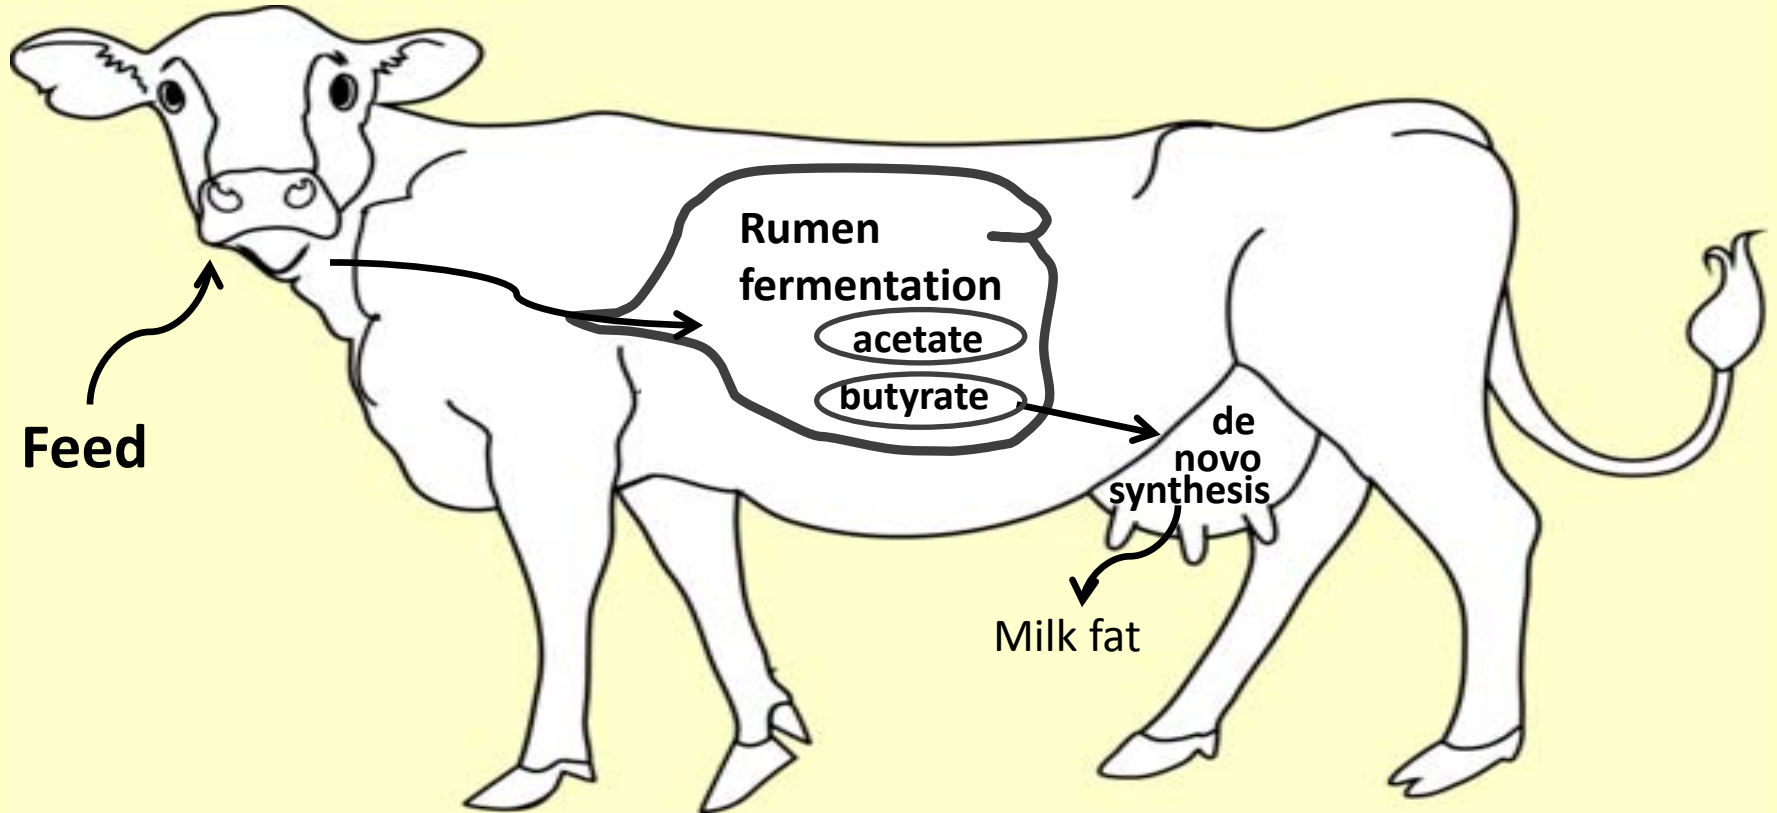 Feed
Rumen
fermentation
acetate
butyrate
de
novo
synthesis
Milk fat